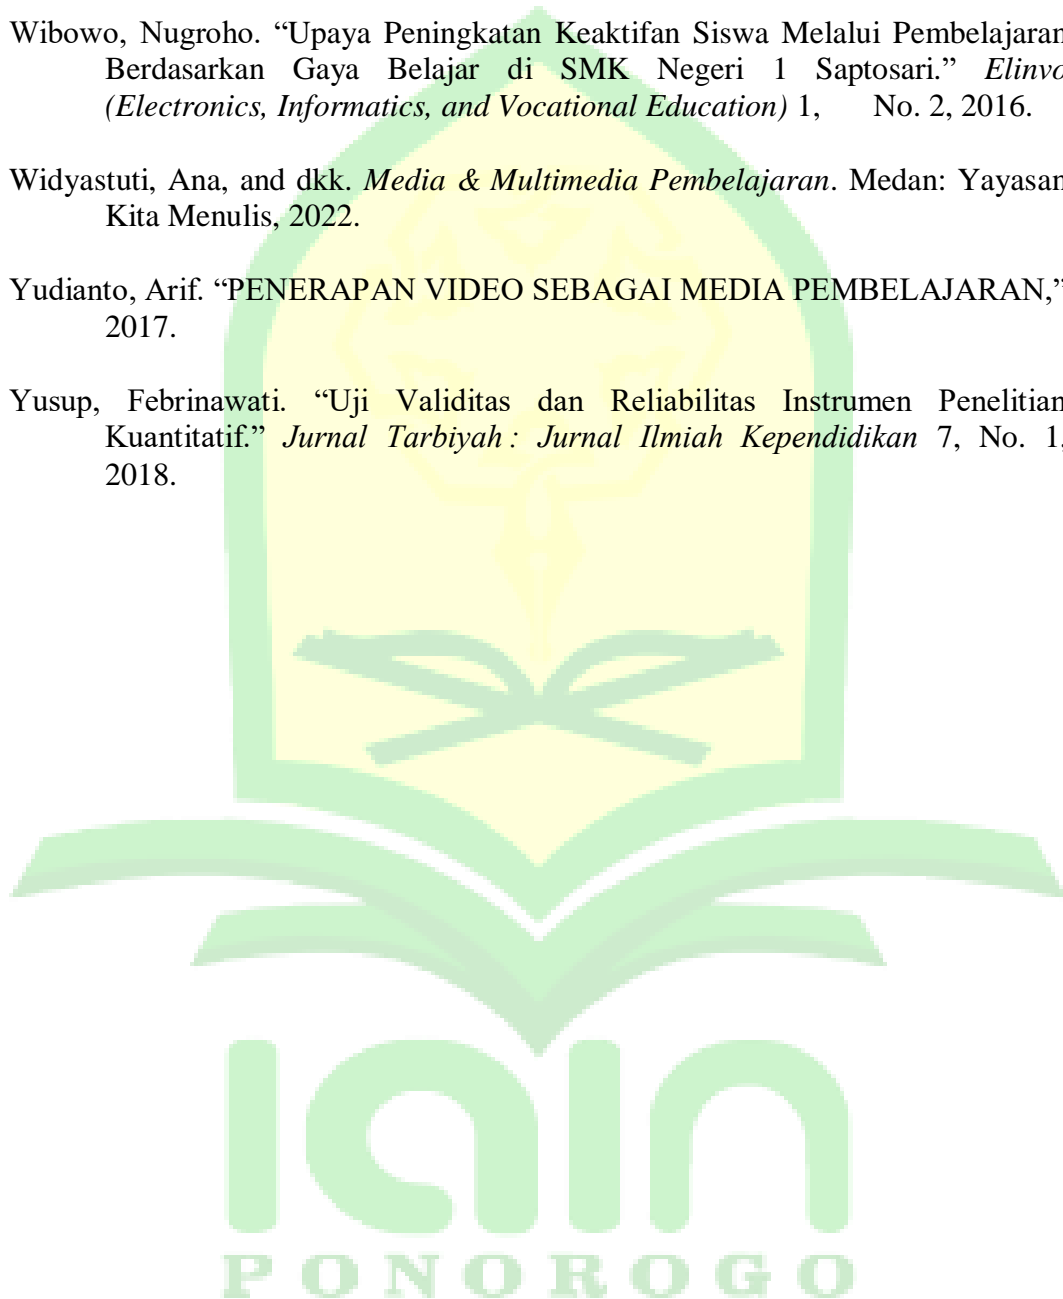 Wibowo, Nugroho. “Upaya Peningkatan Keaktifan Siswa Melalui Pembelajaran
Berdasarkan Gaya Belajar di SMK Negeri 1 Saptosari.” Elinvo
(Electronics, Informatics, and Vocational Education) 1, No. 2, 2016.
Widyastuti, Ana, and dkk. Media & Multimedia Pembelajaran. Medan: Yayasan
Kita Menulis, 2022.
Yudianto, Arif. “PENERAPAN VIDEO SEBAGAI MEDIA PEMBELAJARAN,”
2017.
Yusup, Febrinawati. “Uji Validitas dan Reliabilitas Instrumen Penelitian
Kuantitatif.” Jurnal Tarbiyah : Jurnal Ilmiah Kependidikan 7, No. 1,
2018.
iain
PONOROGO